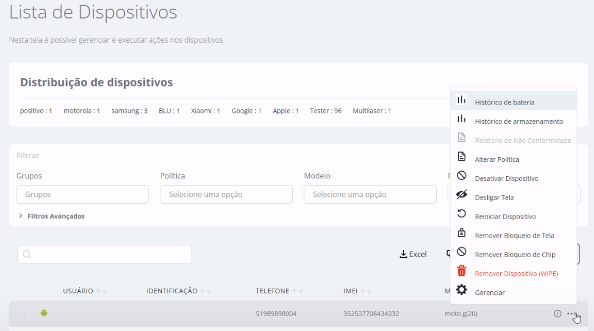 Lista de Dispositivos
Nesta tela é possível gerenciar e executar ações nos dispositivos.
Distribuição de dispositivos
positivo : 1 motorola : 1 samsung : 3 BLU : 1 Xiaomi : 1 Google : 1 Apple : 1 Tester : 96 Multilaser : 1
Filtrar
Grupos Política Modelo
Grupos Selecione uma opção Selecione uma opção
Filtros Avançados
Excel
USUÁRIO IDENTIFICAÇÃO TELEFONE IMEI
51989898004 352537708434332 moto g(20)
Histórico de bateria
Histórico de armazenamento
Relatório de Não Conformidade
Alterar Política
Desativar Dispositivo
Desligar Tela
Reiniciar Dispositivo
Remover Bloqueio de Tela
Remover Bloqueio de Chip
Remover Dispositivo (WIPE)
Gerenciar